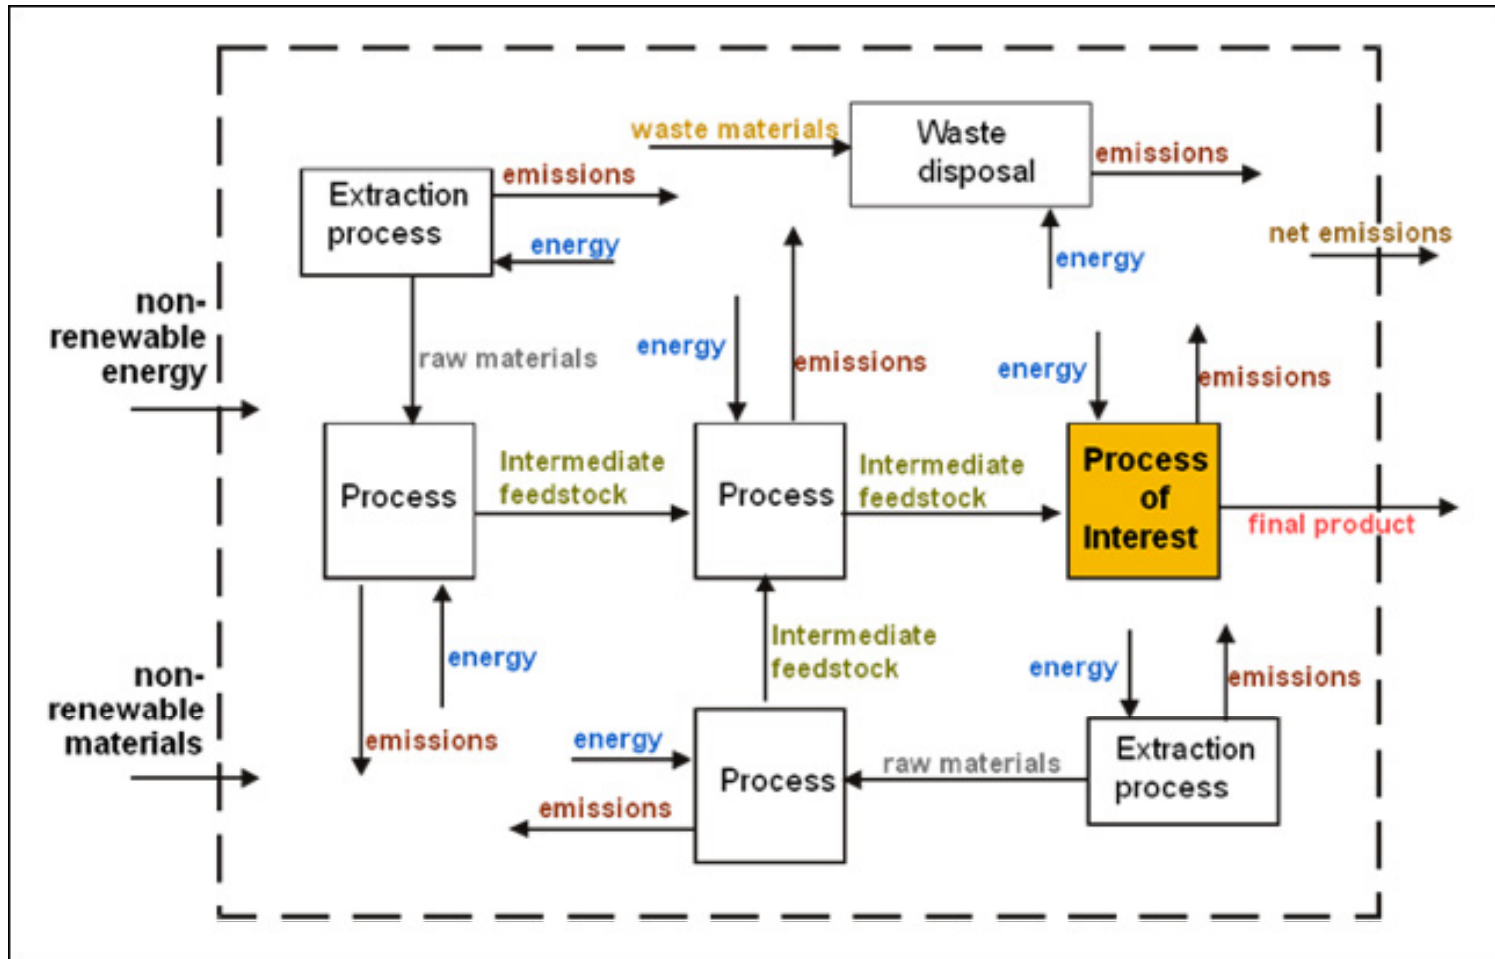 waste materials
Waste
disposal
emissions
Extraction
process
emissions
energy
energy
net emissions
non-
renewable
energy
raw materials
energy
emissions
energy
emissions
Process
Intermediate
feedstock
Process
Intermediate
feedstock
Process
of
Interest
final product
energy
emissions
Intermediate
feedstock
energy
emissions
non-
renewable
materials
energy
emissions
Process
raw materials
Extraction
process